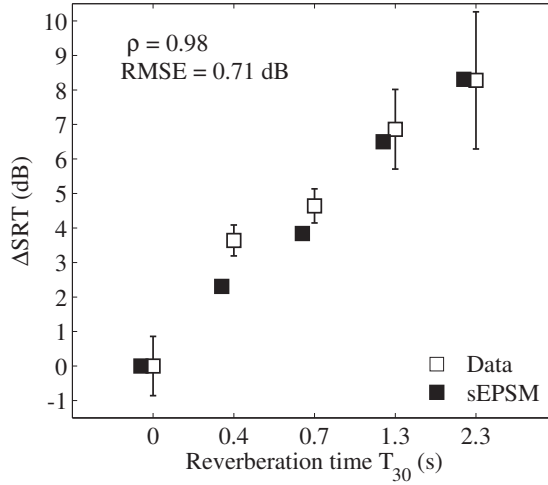 ρ = 0.98
RMSE = 0.71 dB
10
9
8
7
6
5
4
3
2
1
0
-1
ΔSRT (dB)
Data
sEPSM
0 0.4 0.7 1.3 2.3
Reverberation time T30 (s)